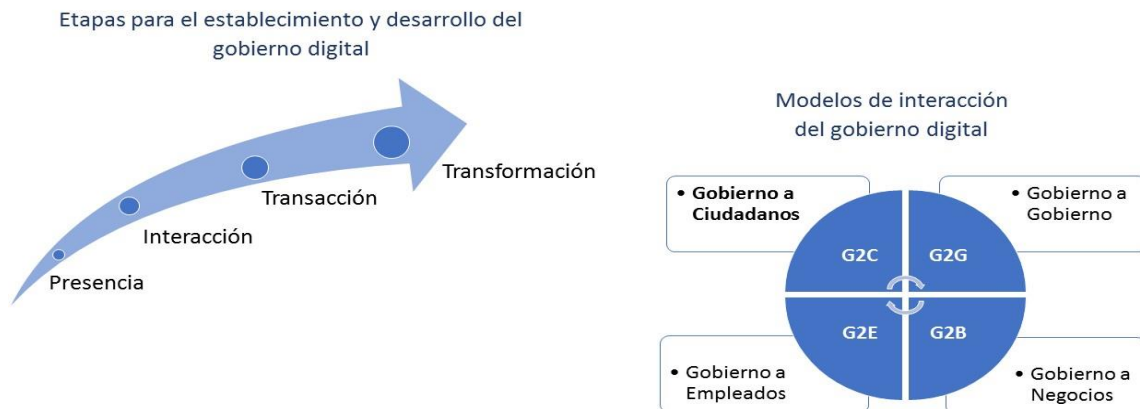 Etapas para el establecimiento y desarrollo del
gobierno digital
Presencia
Interacción
Transacción
Transformación
Modelos de interacción
del gobierno digital
• Gobierno a
Ciudadanos
• Gobierno a
Gobierno
G2C
G2G
G2E
G2B
• Gobierno a
Empleados
• Gobierno a
Negocios